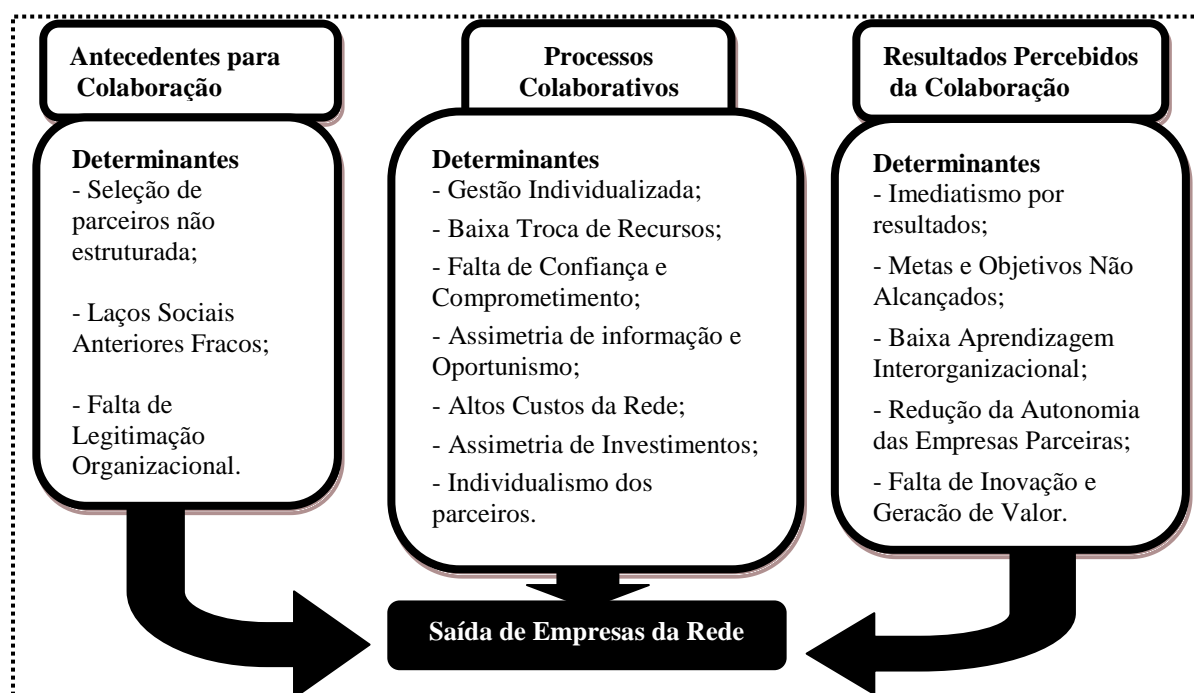 Antecedentes para
Colaboração
Determinantes
- Seleção de
parceiros não
estruturada;
- Laços Sociais
Anteriores Fracos;
- Falta de
Legitimação
Organizacional.
Processos
Colaborativos
Determinantes
- Gestão Individualizada;
- Baixa Troca de Recursos;
- Falta de Confiança e
Comprometimento;
- Assimetria de informação e
Oportunismo;
- Altos Custos da Rede;
- Assimetria de Investimentos;
- Individualismo dos
parceiros.
Resultados Percebidos
da Colaboração
Determinantes
- Imediatismo por
resultados;
- Metas e Objetivos Não
Alcançados;
- Baixa Aprendizagem
Interorganizacional;
- Redução da Autonomia
das Empresas Parceiras;
- Falta de Inovação e
Geracão de Valor.
Saída de Empresas da Rede